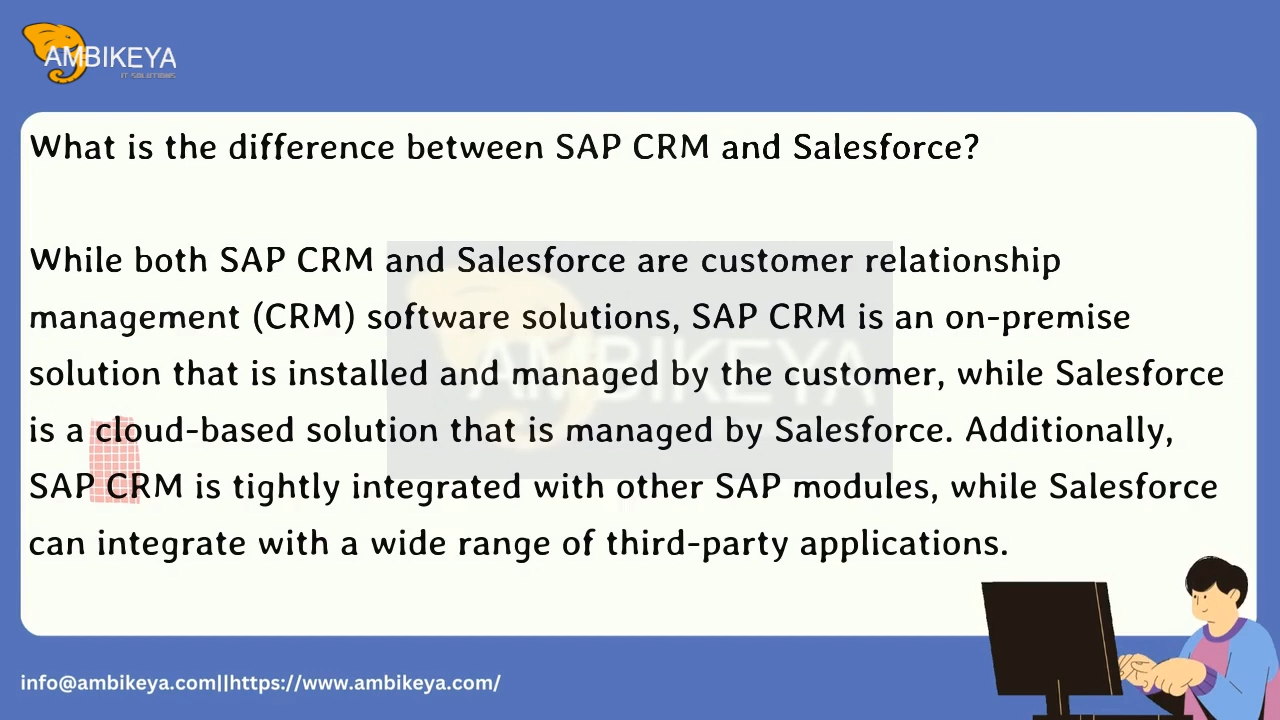 AMBIKEYA
IT SOLUTIONS
What is the difference between SAP CRM and Salesforce?
While both SAP CRM and Salesforce are customer relationship
management (CRM) software solutions, SAP CRM is an on-premise
solution that is installed and managed by the customer, while Salesforce
is a cloud-based solution that is managed by Salesforce. Additionally,
SAP CRM is tightly integrated with other SAP modules, while Salesforce
can integrate with a wide range of third-party applications.
AMBIKEYA
info@ambikeya.com||https://www.ambikeya.com/